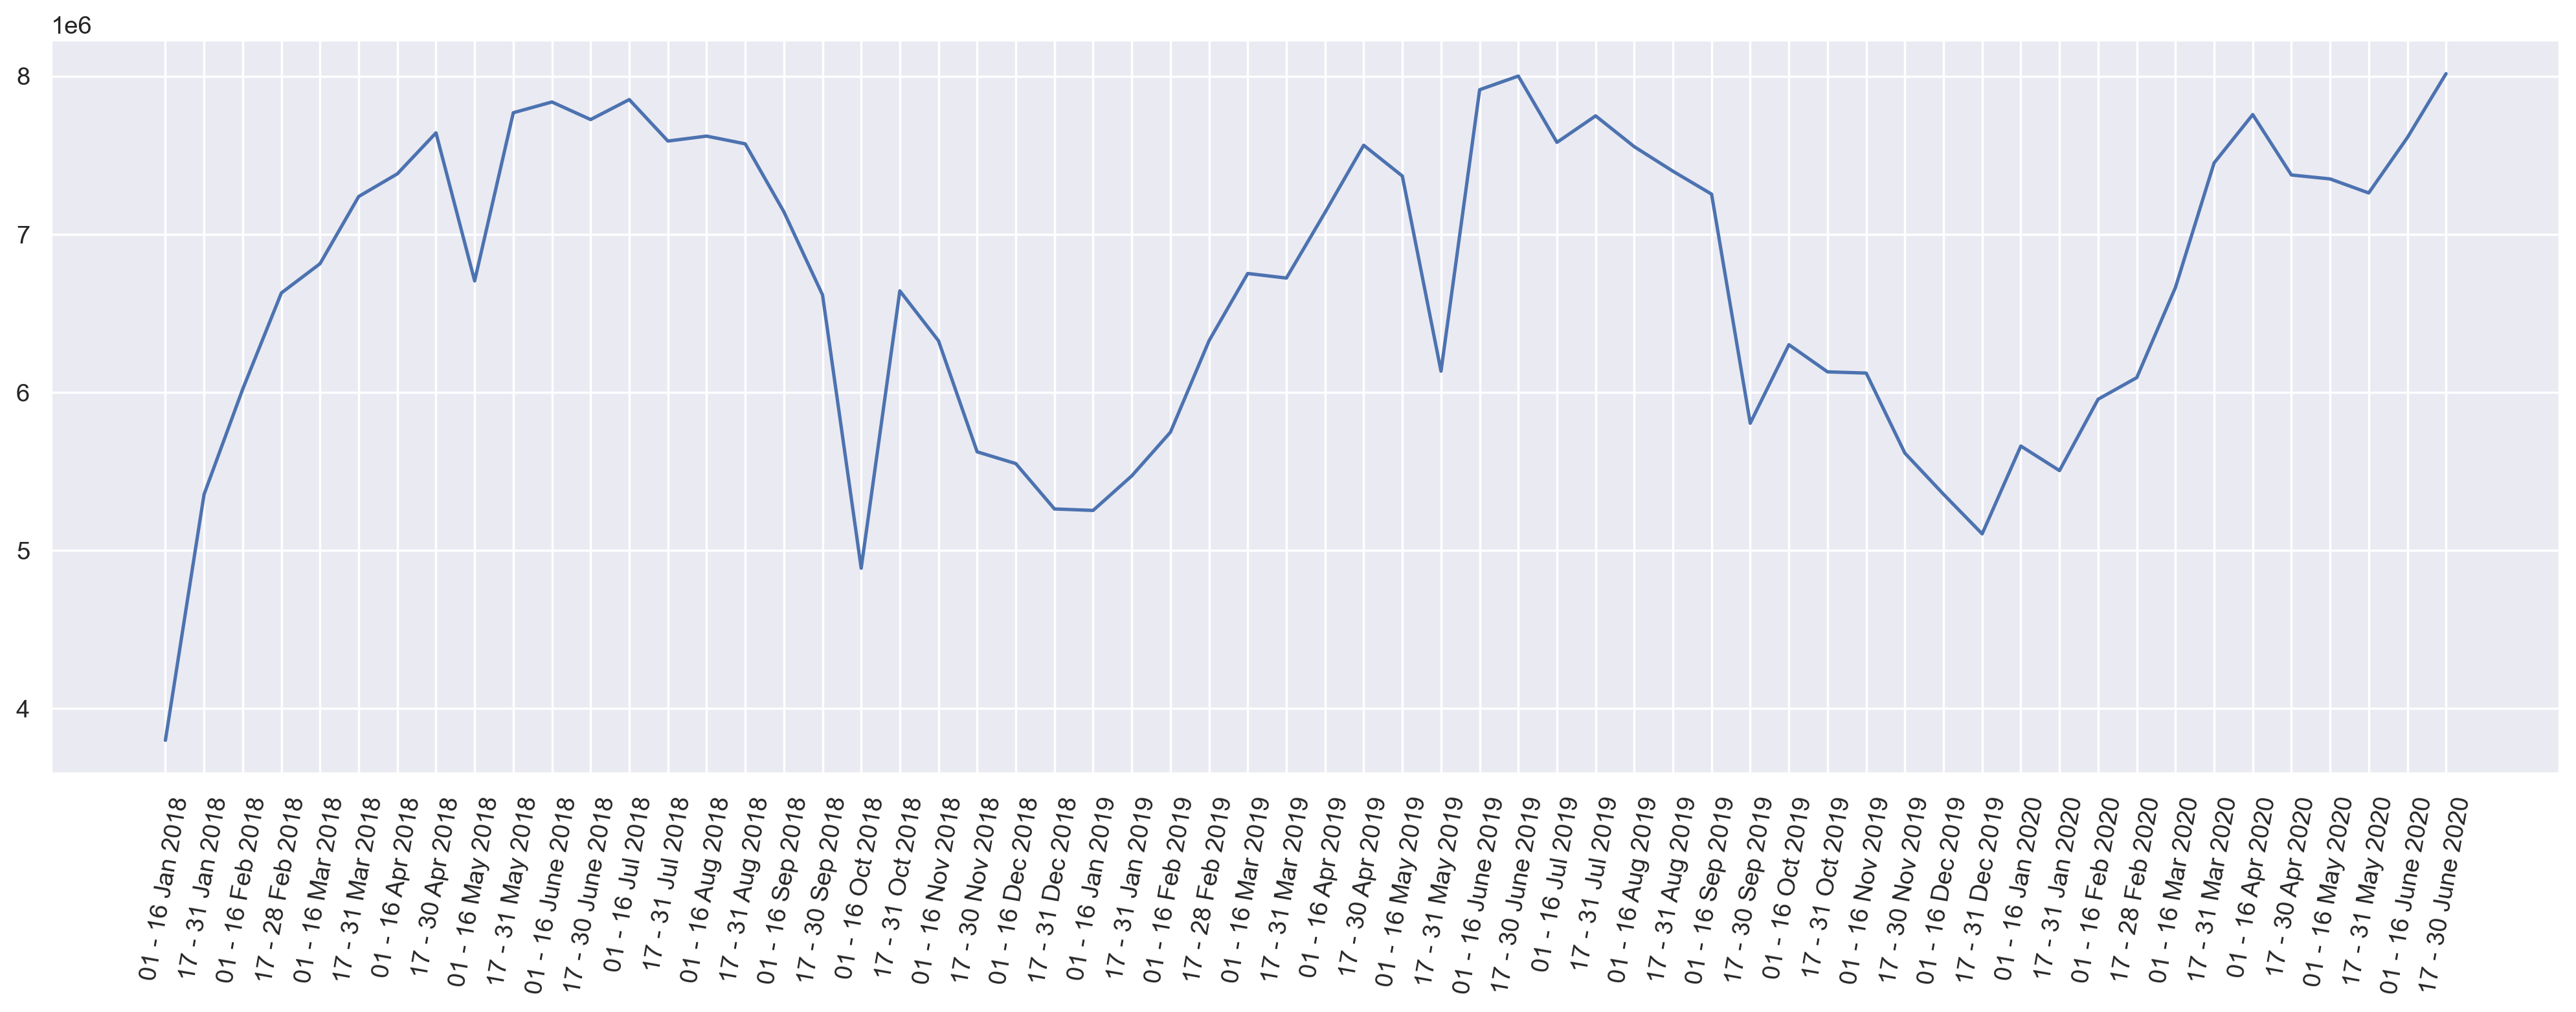 1e6
8
7
6
5
4
01 - 16 Jan 2018
17 - 31 Jan 2018
01 - 16 Feb 2018
17 - 28 Feb 2018
01 - 16 Mar 2018
17 - 31 Mar 2018
01 - 16 Apr 2018
17 - 30 Apr 2018
01 - 16 May 2018
17 - 31 May 2018
01 - 16 June 2018
17 - 30 June 2018
01 - 16 Jul 2018
17 - 31 Jul 2018
01 - 16 Aug 2018
17 - 31 Aug 2018
01 - 16 Sep 2018
17 - 30 Sep 2018
01 - 16 Oct 2018
17 - 31 Oct 2018
01 - 16 Nov 2018
17 - 30 Nov 2018
01 - 16 Dec 2018
17 - 31 Dec 2018
01 - 16 Jan 2019
17 - 31 Jan 2019
01 - 16 Feb 2019
17 - 28 Feb 2019
01 - 16 Mar 2019
17 - 31 Mar 2019
01 - 16 Apr 2019
17 - 30 Apr 2019
01 - 16 May 2019
17 - 31 May 2019
01 - 16 June 2019
17 - 30 June 2019
01 - 16 Jul 2019
17 - 31 Jul 2019
01 - 16 Aug 2019
17 - 31 Aug 2019
01 - 16 Sep 2019
17 - 30 Sep 2019
01 - 16 Oct 2019
17 - 31 Oct 2019
01 - 16 Nov 2019
17 - 30 Nov 2019
01 - 16 Dec 2019
17 - 31 Dec 2019
01 - 16 Jan 2020
17 - 31 Jan 2020
01 - 16 Feb 2020
17 - 28 Feb 2020
01 - 16 Mar 2020
17 - 31 Mar 2020
01 - 16 Apr 2020
17 - 30 Apr 2020
01 - 16 May 2020
17 - 31 May 2020
01 - 16 June 2020
17 - 30 June 2020